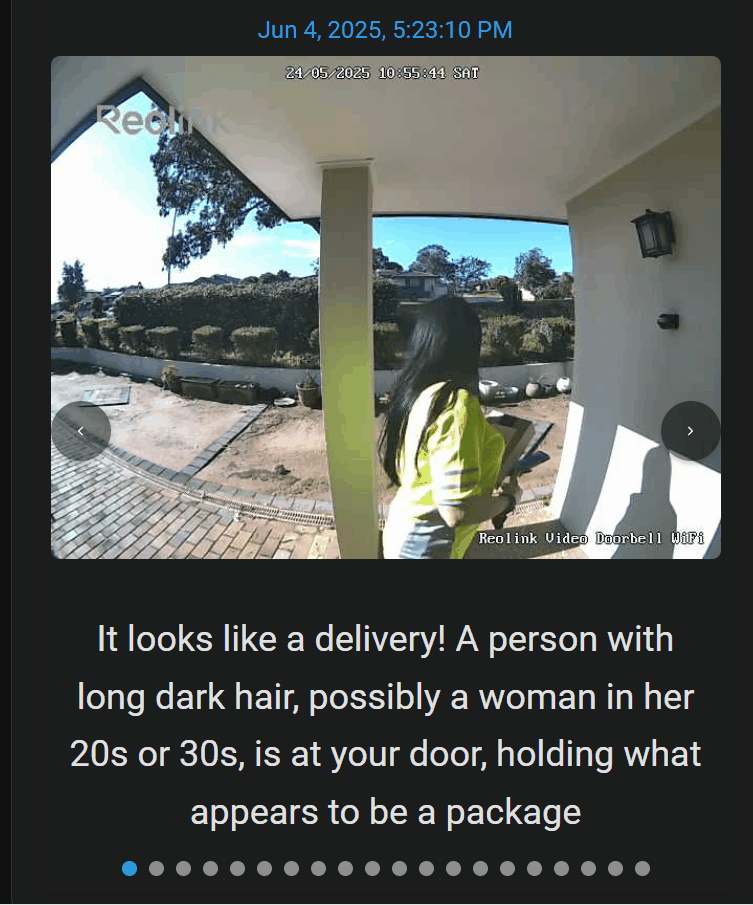 Jun 4, 2025, 5:23:10 PM
24/05/2025 10:55:44 SAT
Reolink
Reolink Video Doorbell WiFi
It looks like a delivery! A person with
long dark hair, possibly a woman in her
20s or 30s, is at your door, holding what
appears to be a package